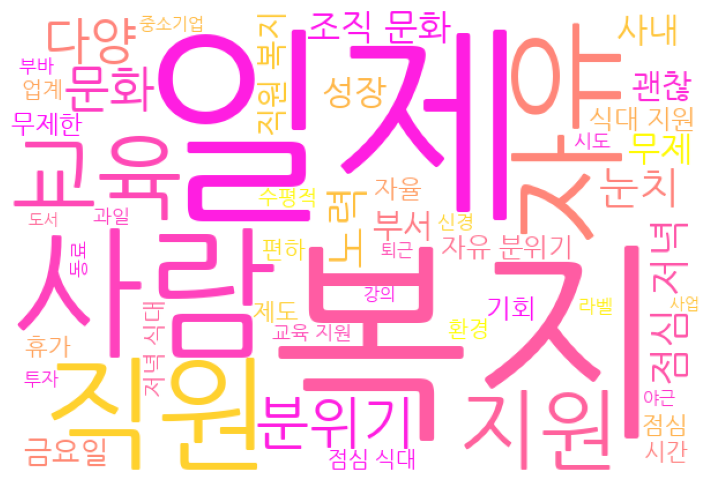 다양
중소기업
조직 문화
사내
부바
업계
문화
일제
직원 복지
성장
자유
괜찮
무제한
식대 지원
교육
시도
무제
수평적
자율
노력
눈치
도서
과일
부서
신경
사람
동료
편하
퇴근
자유 분위기
점심 저녁
복지
강의
기회
라벨
사업
저녁 식대
제도
휴가
교육 지원
환경
투자
직원
분위기
지원
야근
점심
금요일
점심 식대
시간